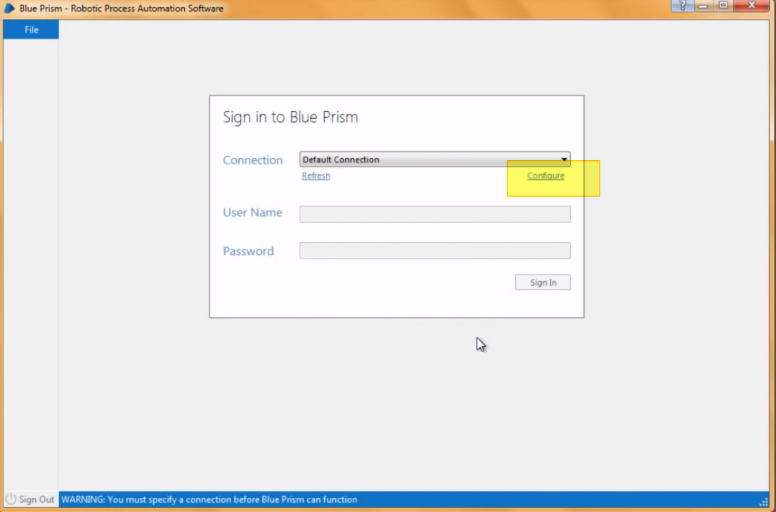 Blue Prism - Robotic Process Automation Software
File
Sign in to Blue Prism
Connection Default Connection
Refresh Configure
User Name
Password
Sign In
Sign Out WARNING: You must specify a connection before Blue Prism can function